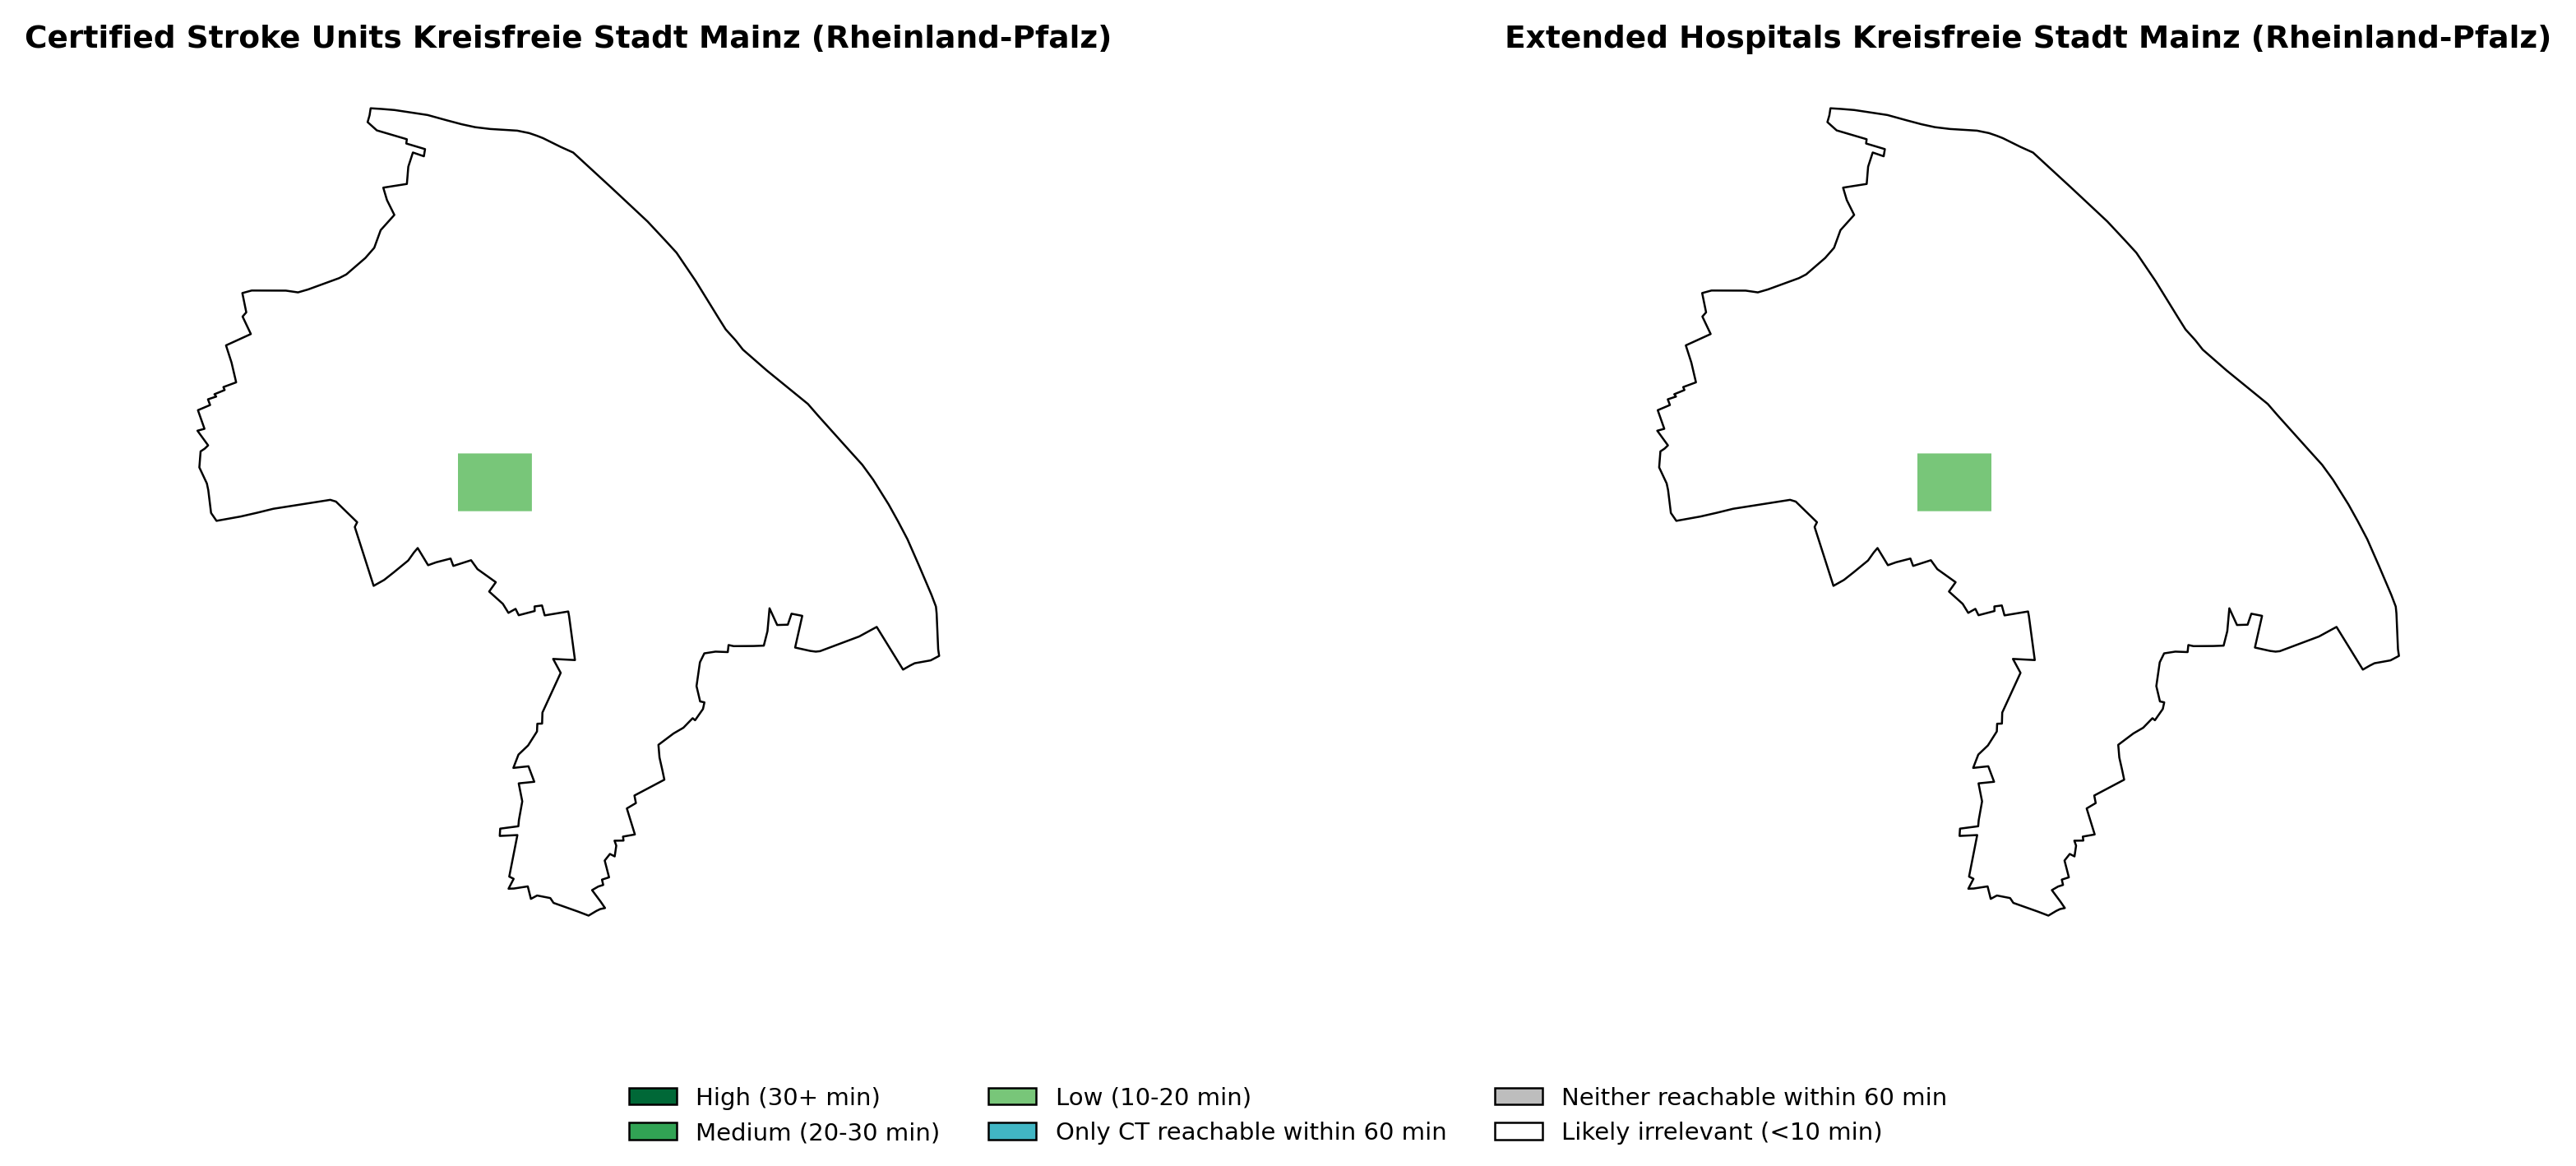 Certified Stroke Units Kreisfreie Stadt Mainz (Rheinland-Pfalz)
Extended Hospitals Kreisfreie Stadt Mainz (Rheinland-Pfalz)
High (30+ min)
Medium (20-30 min)
Low (10-20 min)
Only CT reachable within 60 min
Neither reachable within 60 min
Likely irrelevant (<10 min)